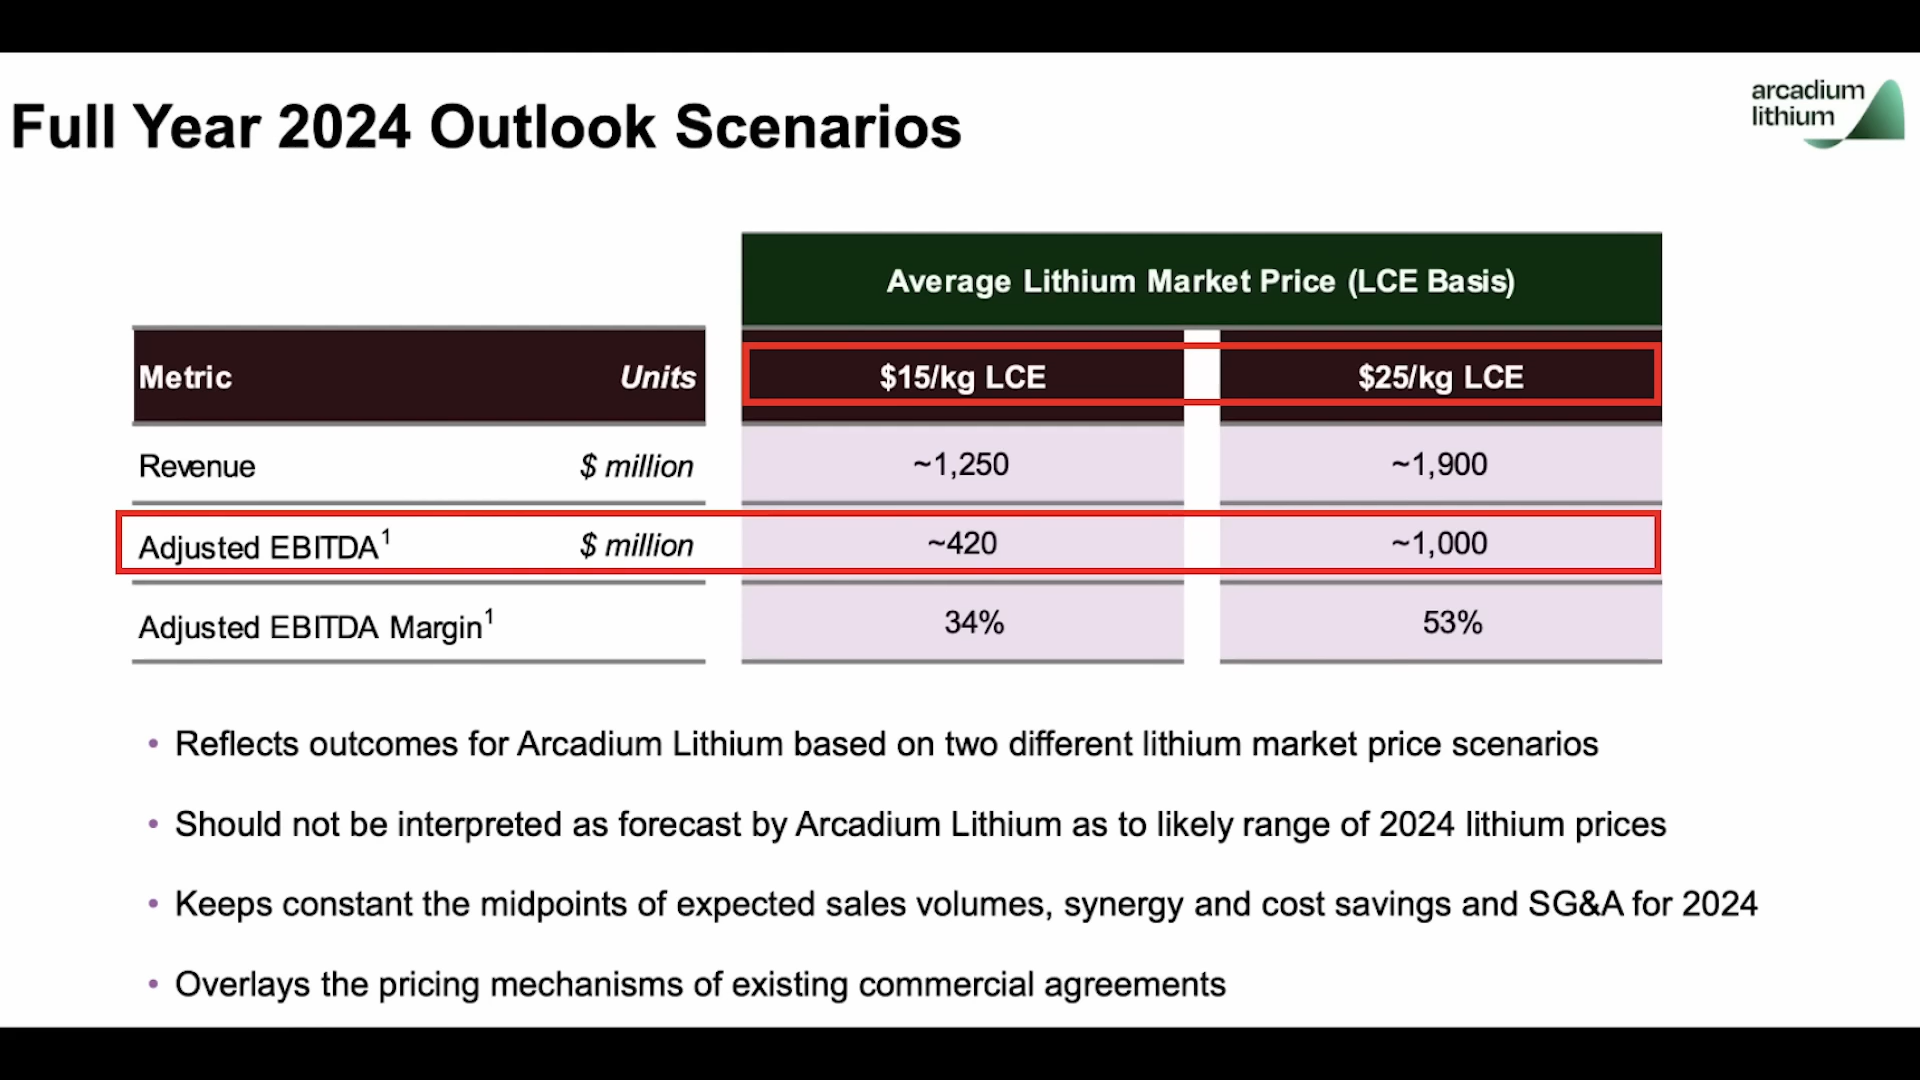 Full Year 2024 Outlook Scenarios
arcadium
lithium
Average Lithium Market Price (LCE Basis)
Metric Units $15/kg LCE $25/kg LCE
Revenue $ million ~1,250 ~1,900
Adjusted EBITDA¹ $ million ~420 ~1,000
Adjusted EBITDA Margin¹ 34% 53%
• Reflects outcomes for Arcadium Lithium based on two different lithium market price scenarios
• Should not be interpreted as forecast by Arcadium Lithium as to likely range of 2024 lithium prices
• Keeps constant the midpoints of expected sales volumes, synergy and cost savings and SG&A for 2024
• Overlays the pricing mechanisms of existing commercial agreements